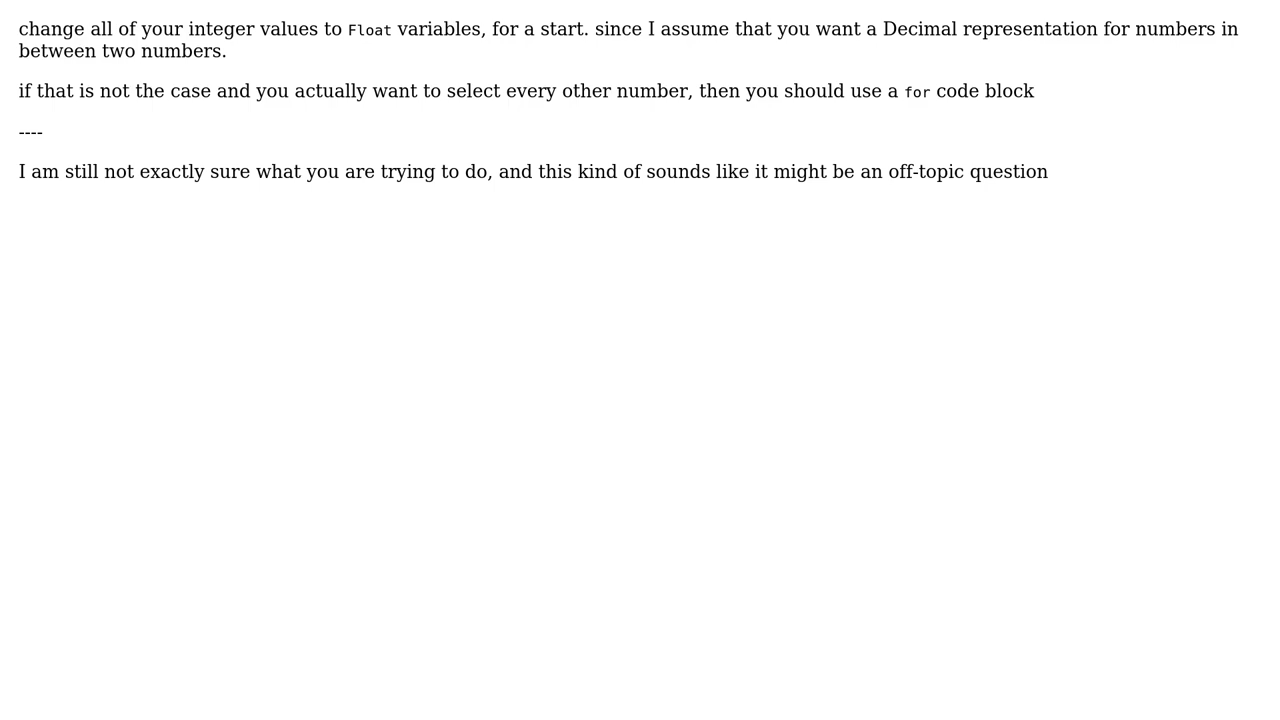 change all of your integer values to Float variables, for a start. since I assume that you want a Decimal representation for numbers in
between two numbers.
if that is not the case and you actually want to select every other number, then you should use a for code block
----
I am still not exactly sure what you are trying to do, and this kind of sounds like it might be an off-topic question